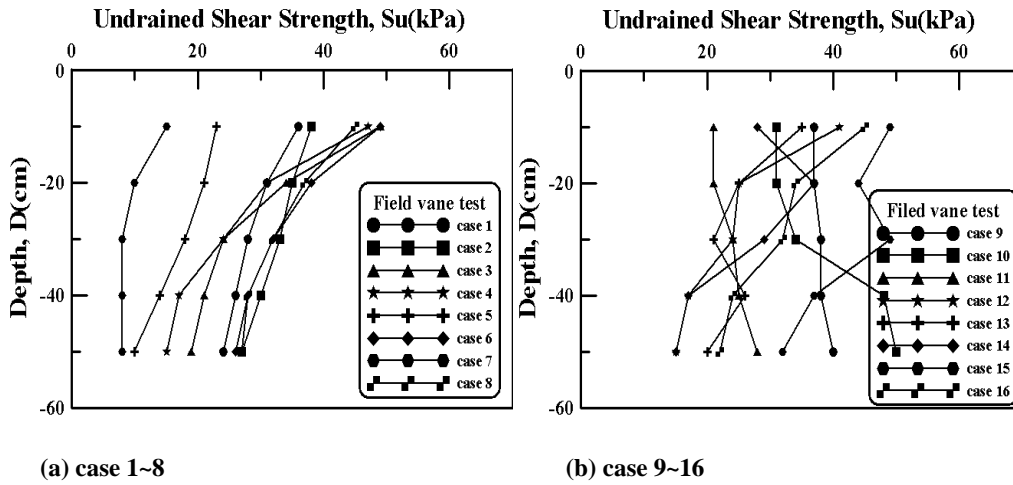 Undrained Shear Strength, Su(kPa)
0 20 40 60
0
-20
-40
-60
Depth, D(cm)
Field vane test
case 1
case 2
case 3
case 4
case 5
case 6
case 7
case 8
(a) case 1~8
Undrained Shear Strength, Su(kPa)
0 20 40 60
0
-20
-40
-60
Depth, D(cm)
Filed vane test
case 9
case 10
case 11
case 12
case 13
case 14
case 15
case 16
(b) case 9~16